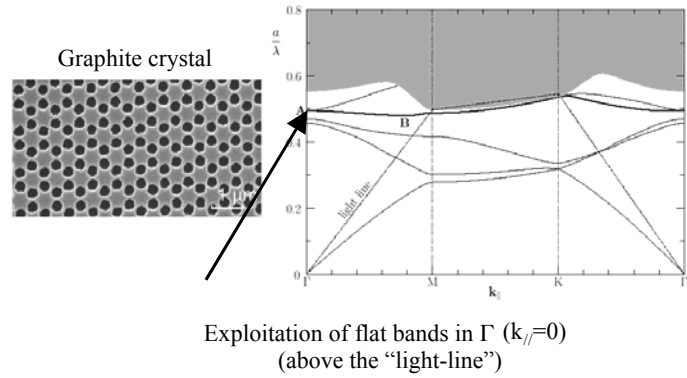 Graphite crystal
1 μm
a/λ
0.8
0.6
A
B
0.4
light line
0.2
0
Γ
M
K
Γ
k∥
Exploitation of flat bands in Γ (k//=0)
(above the “light-line”)